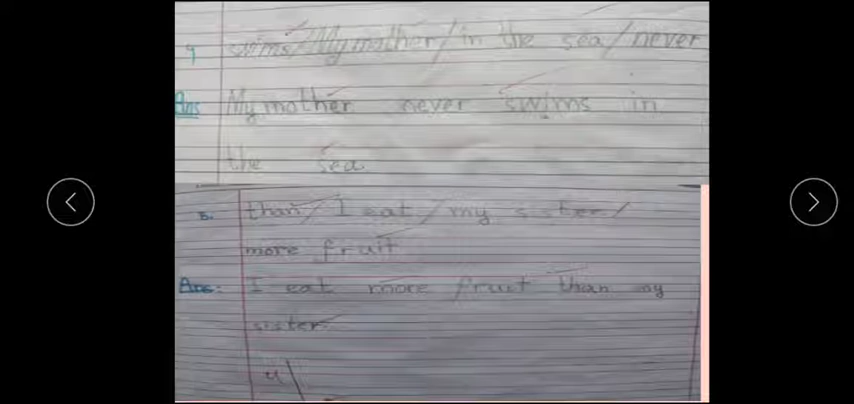 4 swims/My mother/in the sea/never
Ans My mother never swims in
the sea
5. than/I eat/my sister/
more fruit
Ans: I eat more fruit than my
sister